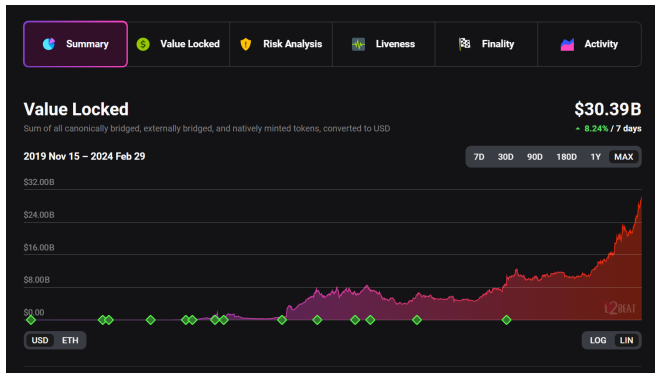 Summary
Value Locked
Risk Analysis
Liveness
Finality
Activity
Value Locked
$30.39B
Sum of all canonically bridged, externally bridged, and natively minted tokens, converted to USD
8.24% / 7 days
2019 Nov 15 – 2024 Feb 29
7D 30D 90D 180D 1Y MAX
$32.00B
$24.00B
$16.00B
$8.00B
$0.00
L2BEAT
USD ETH
LOG LIN